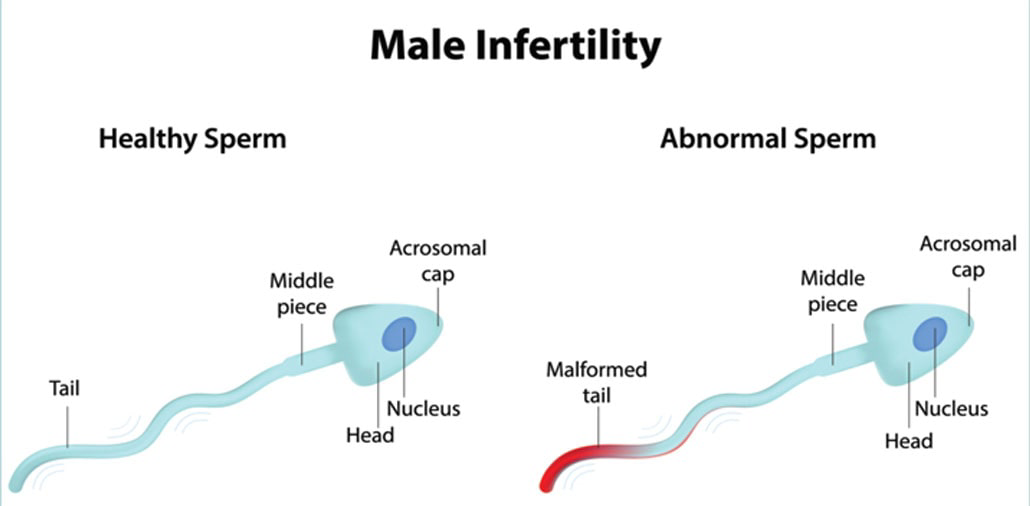 Male Infertility
Healthy Sperm
Abnormal Sperm
Acrosomal
cap
Middle
piece
Tail
Nucleus
Head
Acrosomal
cap
Middle
piece
Malformed
tail
Nucleus
Head